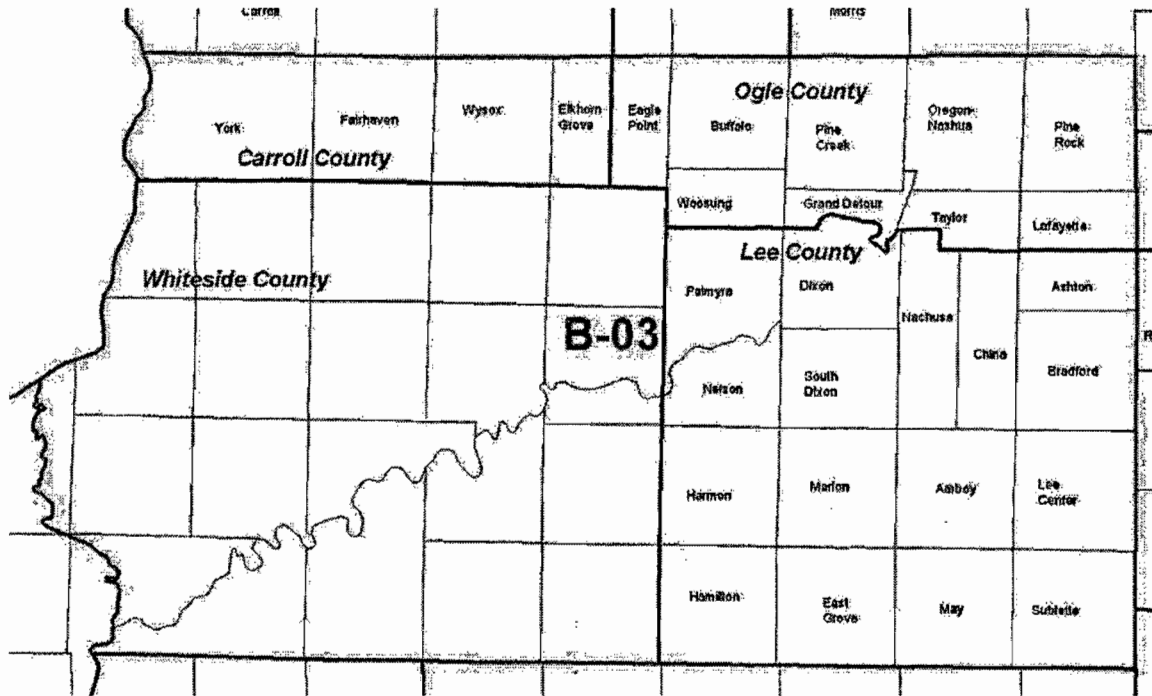 Carroll
Morris
York
Fairhaven
Wysox
Elkhorn
Grove
Eagle
Point
Ogle County
Buffalo
Pine
Creek
Oregon-
Nashua
Pine
Rock
Carroll County
Woosung
Grand Detour
Taylor
Lafayette
Whiteside County
Lee County
Palmyra
Dixon
Nachusa
Ashton
B-03
China
R
Nelson
South
Dixon
Bradford
Harmon
Marion
Amboy
Lee
Center
Hamilton
East
Grove
May
Sublette